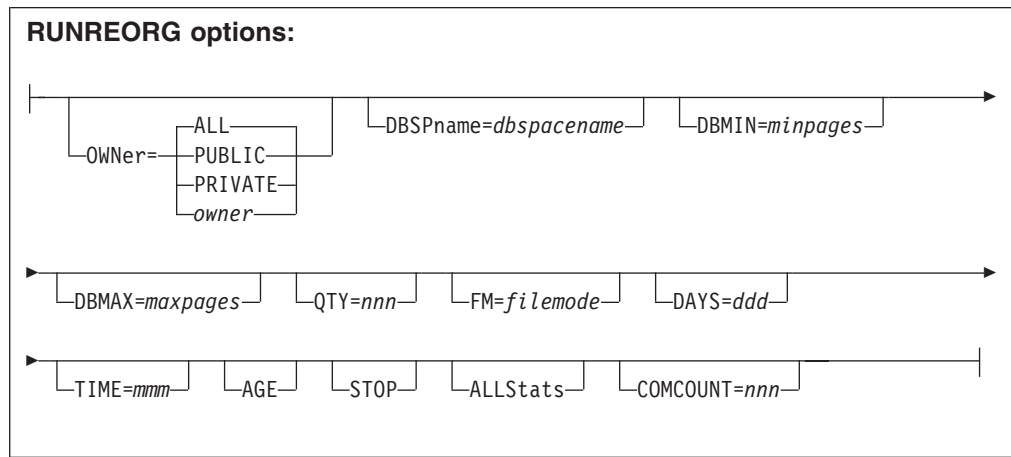 RUNREORG options:
OWNer=
ALL
PUBLIC
PRIVATE
owner
DBSPname=dbspacename
DBMIN=minpages
DBMAX=maxpages
QTY=nnn
FM=filemode
DAYS=ddd
TIME=mmm
AGE
STOP
ALLStats
COMCOUNT=nnn